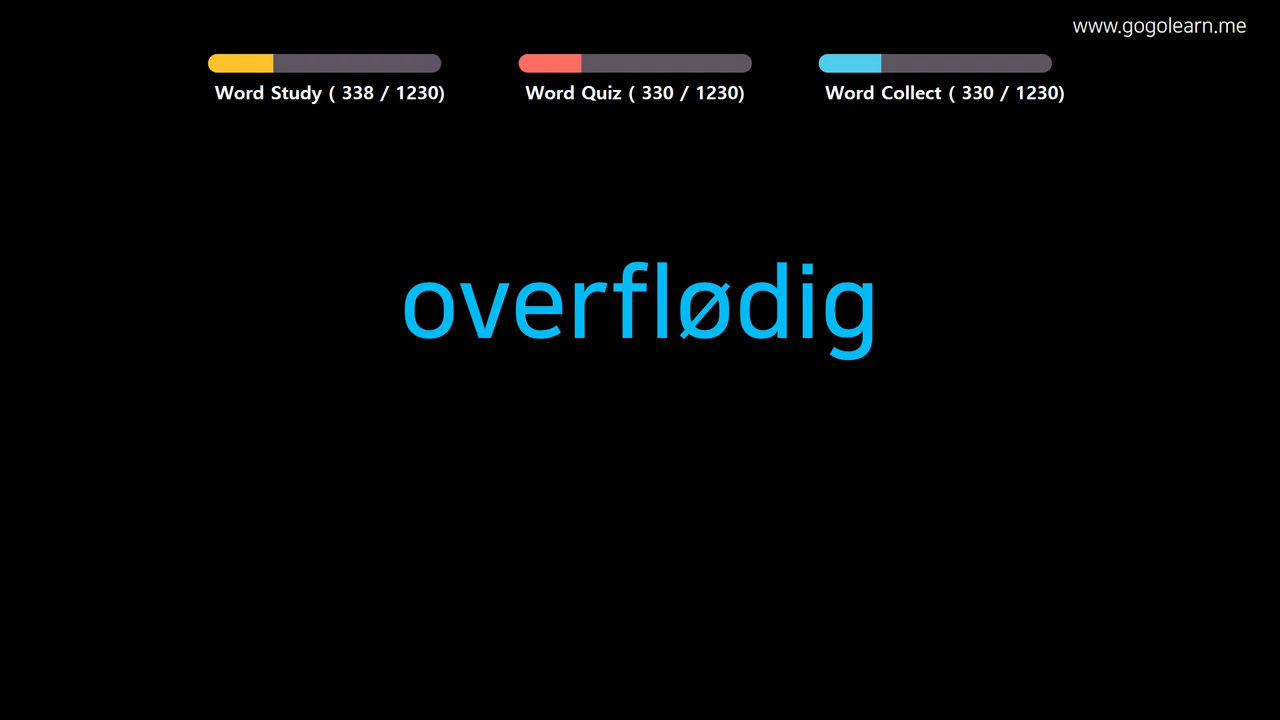 www.gogolearn.me
Word Study ( 338 / 1230)
Word Quiz ( 330 / 1230)
Word Collect ( 330 / 1230)
overflødig